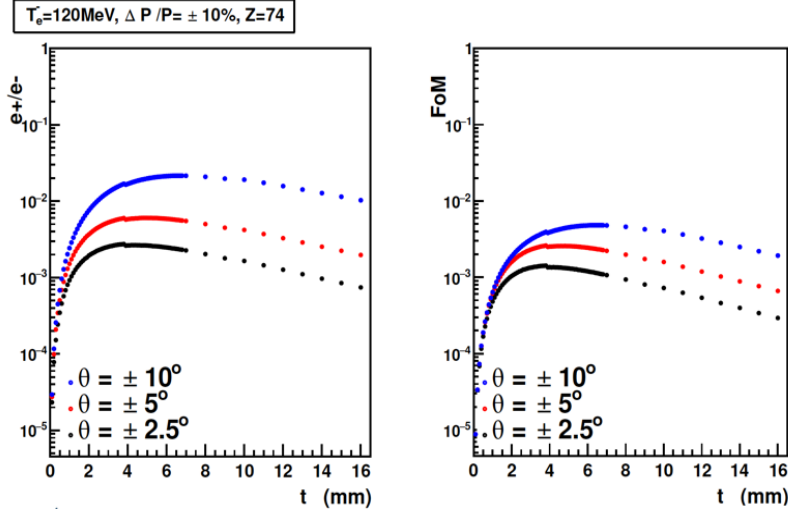 T⁻ₑ=120MeV, Δ P /P= ± 10%, Z=74
e+/e-
1
10⁻¹
10⁻²
10⁻³
10⁻⁴
10⁻⁵
θ = ± 10°
θ = ± 5°
θ = ± 2.5°
0 2 4 6 8 10 12 14 16
t (mm)
FoM
1
10⁻¹
10⁻²
10⁻³
10⁻⁴
10⁻⁵
θ = ± 10°
θ = ± 5°
θ = ± 2.5°
0 2 4 6 8 10 12 14 16
t (mm)